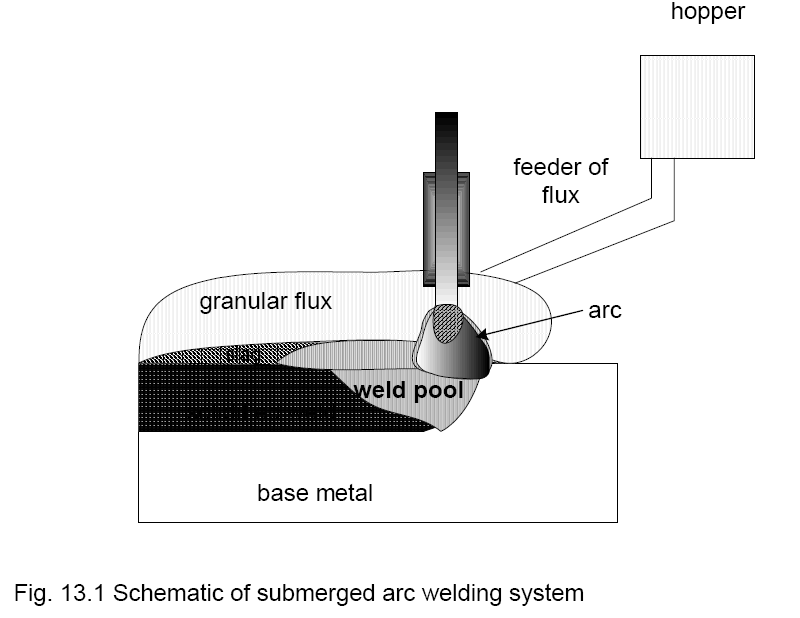 hopper
feeder of
flux
granular flux
arc
slag
weld pool
base metal
Fig. 13.1 Schematic of submerged arc welding system